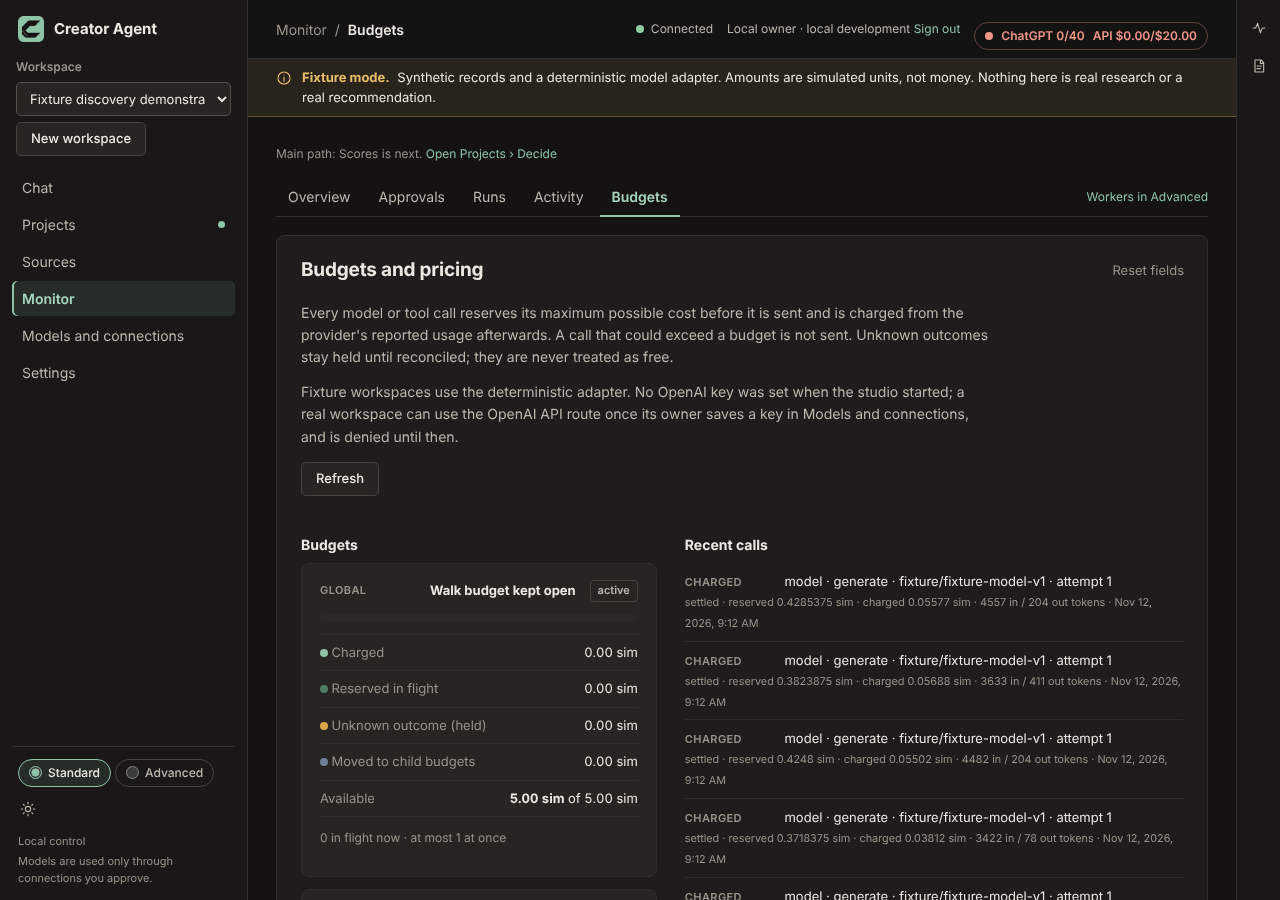 Creator Agent
Workspace
Fixture discovery demonstra
New workspace
Chat
Projects
Sources
Monitor
Models and connections
Settings
Standard
Advanced
Local control
Models are used only through
connections you approve.
Monitor / Budgets
Connected
Local owner · local development Sign out
ChatGPT 0/40 API $0.00/$20.00
Fixture mode. Synthetic records and a deterministic model adapter. Amounts are simulated units, not money. Nothing here is real research or a
real recommendation.
Main path: Scores is next. Open Projects › Decide
Overview
Approvals
Runs
Activity
Budgets
Workers in Advanced
Budgets and pricing
Reset fields
Every model or tool call reserves its maximum possible cost before it is sent and is charged from the
provider's reported usage afterwards. A call that could exceed a budget is not sent. Unknown outcomes
stay held until reconciled; they are never treated as free.
Fixture workspaces use the deterministic adapter. No OpenAI key was set when the studio started; a
real workspace can use the OpenAI API route once its owner saves a key in Models and connections,
and is denied until then.
Refresh
Budgets
GLOBAL Walk budget kept open active
Charged 0.00 sim
Reserved in flight 0.00 sim
Unknown outcome (held) 0.00 sim
Moved to child budgets 0.00 sim
Available 5.00 sim of 5.00 sim
0 in flight now · at most 1 at once
Recent calls
CHARGED model · generate · fixture/fixture-model-v1 · attempt 1
settled · reserved 0.4285375 sim · charged 0.05577 sim · 4557 in / 204 out tokens · Nov 12,
2026, 9:12 AM
CHARGED model · generate · fixture/fixture-model-v1 · attempt 1
settled · reserved 0.3823875 sim · charged 0.05688 sim · 3633 in / 411 out tokens · Nov 12, 2026,
9:12 AM
CHARGED model · generate · fixture/fixture-model-v1 · attempt 1
settled · reserved 0.4248 sim · charged 0.05502 sim · 4482 in / 204 out tokens · Nov 12, 2026,
9:12 AM
CHARGED model · generate · fixture/fixture-model-v1 · attempt 1
settled · reserved 0.3718375 sim · charged 0.03812 sim · 3422 in / 78 out tokens · Nov 12, 2026,
9:12 AM
CHARGED model · generate · fixture/fixture-model-v1 · attempt 1